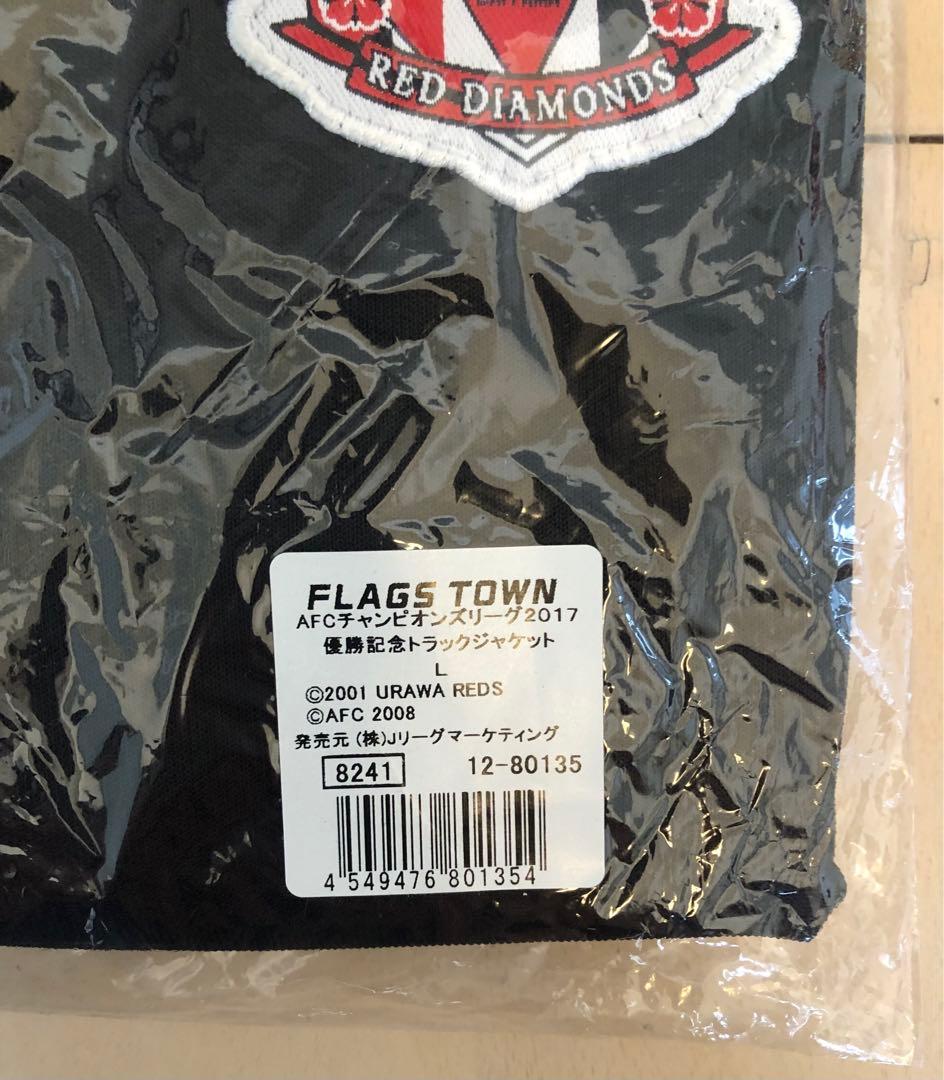 RED DIAMONDS
FLAGS TOWN
AFCチャンピオンズリーグ2017
優勝記念トラックジャケット
L
©2001 URAWA REDS
©AFC 2008
発売元 (株)Jリーグマーケティング
8241 12-80135
4 549476 801354